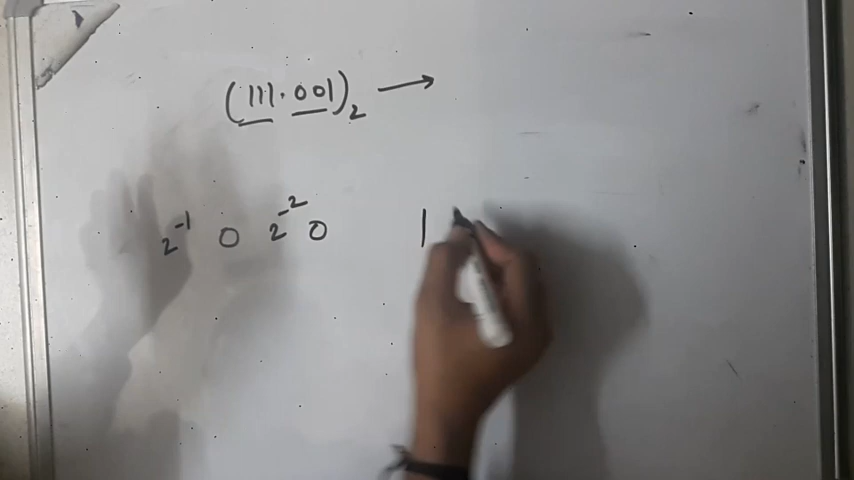 (111.001)₂ →
2⁻¹ 0 2⁻² 0 1